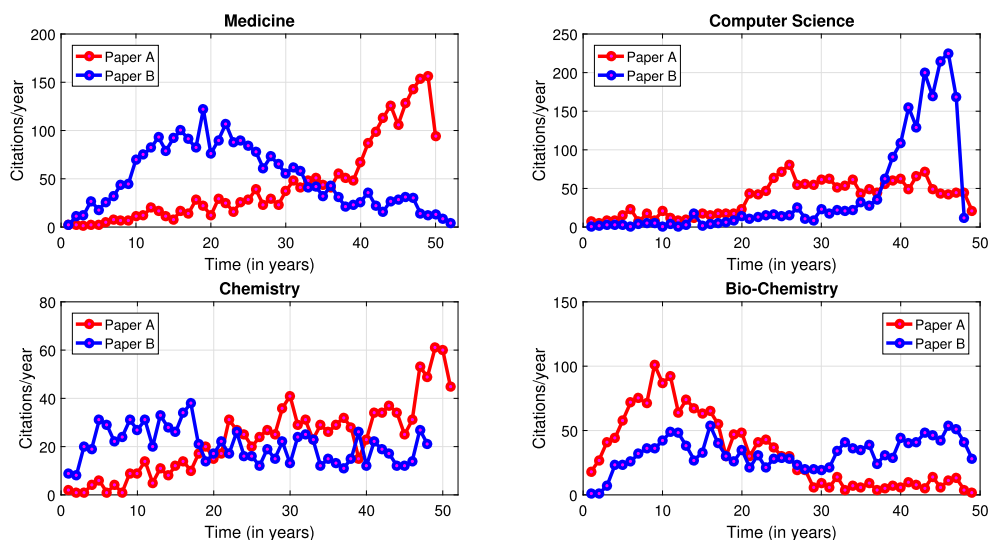 Medicine
200
150
100
50
0
Citations/year
Paper A
Paper B
0 10 20 30 40 50
Time (in years)
Computer Science
250
200
150
100
50
0
Citations/year
Paper A
Paper B
0 10 20 30 40 50
Time (in years)
Chemistry
80
60
40
20
0
Citations/year
Paper A
Paper B
0 10 20 30 40 50
Time (in years)
Bio-Chemistry
150
100
50
0
Citations/year
Paper A
Paper B
0 10 20 30 40 50
Time (in years)